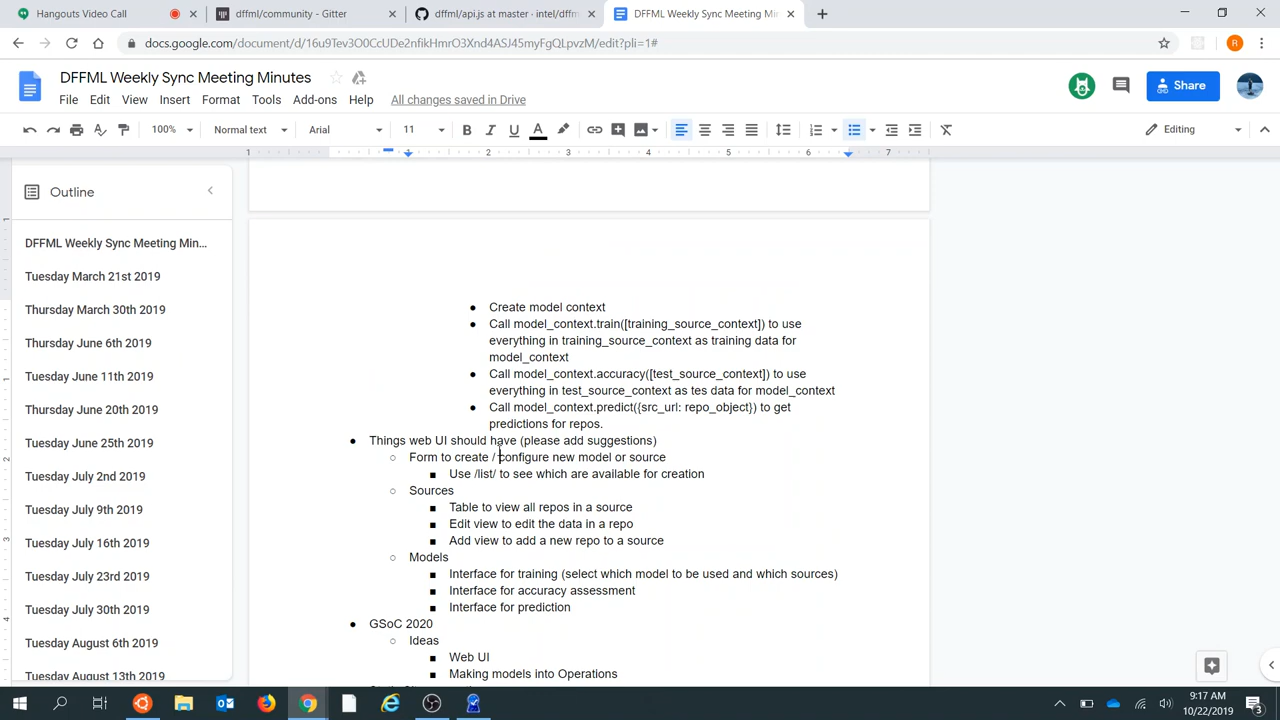 Hangouts Video Call
dffml/community - Gitter
dffml/api.js at master · intel/dffm
DFFML Weekly Sync Meeting Min
docs.google.com/document/d/16u9Tev3O0CcUDe2nfikHmrO3Xnd4ASJ45myFgQLpvzM/edit?pli=1#
R
DFFML Weekly Sync Meeting Minutes
File Edit View Insert Format Tools Add-ons Help All changes saved in Drive
Share
100% Normal text Arial 11 B I U A Editing
1 1 2 3 4 5 6 7
Outline
DFFML Weekly Sync Meeting Min...
Tuesday March 21st 2019
Thursday March 30th 2019
Thursday June 6th 2019
Tuesday June 11th 2019
Thursday June 20th 2019
Tuesday June 25th 2019
Tuesday July 2nd 2019
Tuesday July 9th 2019
Tuesday July 16th 2019
Tuesday July 23rd 2019
Tuesday July 30th 2019
Tuesday August 6th 2019
Tuesday August 13th 2019
● Create model context
● Call model_context.train([training_source_context]) to use
everything in training_source_context as training data for
model_context
● Call model_context.accuracy([test_source_context]) to use
everything in test_source_context as tes data for model_context
● Call model_context.predict({src_url: repo_object}) to get
predictions for repos.
● Things web UI should have (please add suggestions)
○ Form to create / configure new model or source
■ Use /list/ to see which are available for creation
○ Sources
■ Table to view all repos in a source
■ Edit view to edit the data in a repo
■ Add view to add a new repo to a source
○ Models
■ Interface for training (select which model to be used and which sources)
■ Interface for accuracy assessment
■ Interface for prediction
● GSoC 2020
○ Ideas
■ Web UI
■ Making models into Operations
9:17 AM
10/22/2019
3